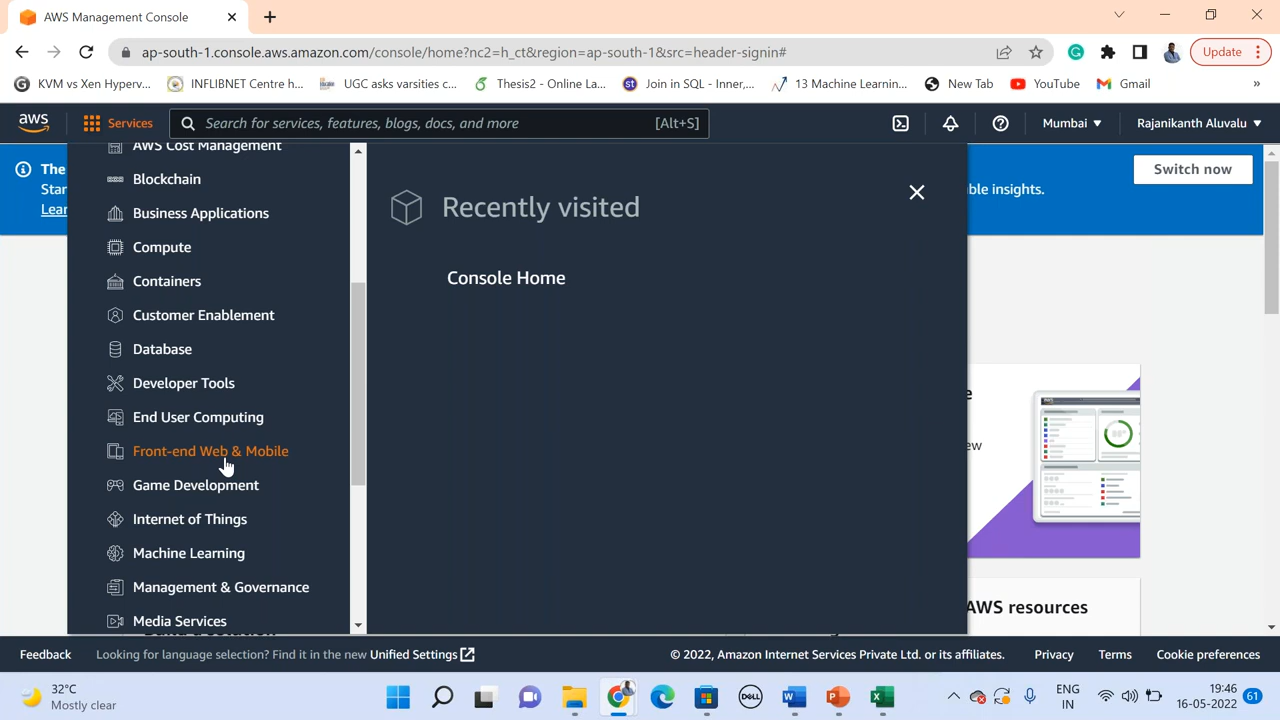 AWS Management Console
ap-south-1.console.aws.amazon.com/console/home?nc2=h_ct&region=ap-south-1&src=header-signin#
Update
KVM vs Xen Hyperv...
INFLIBNET Centre h...
UGC asks varsities c...
Thesis2 - Online La...
Join in SQL - Inner,...
13 Machine Learnin...
New Tab
YouTube
Gmail
»
aws
Services
Search for services, features, blogs, docs, and more
[Alt+S]
Mumbai
Rajanikanth Aluvalu
The
Star
Lear
ble insights.
Switch now
AWS Cost Management
Blockchain
Business Applications
Compute
Containers
Customer Enablement
Database
Developer Tools
End User Computing
Front-end Web & Mobile
Game Development
Internet of Things
Machine Learning
Management & Governance
Media Services
Recently visited
Console Home
e
ew
AWS resources
Feedback
Looking for language selection? Find it in the new Unified Settings
© 2022, Amazon Internet Services Private Ltd. or its affiliates.
Privacy
Terms
Cookie preferences
32°C
Mostly clear
DELL
ENG
IN
19:46
16-05-2022
61